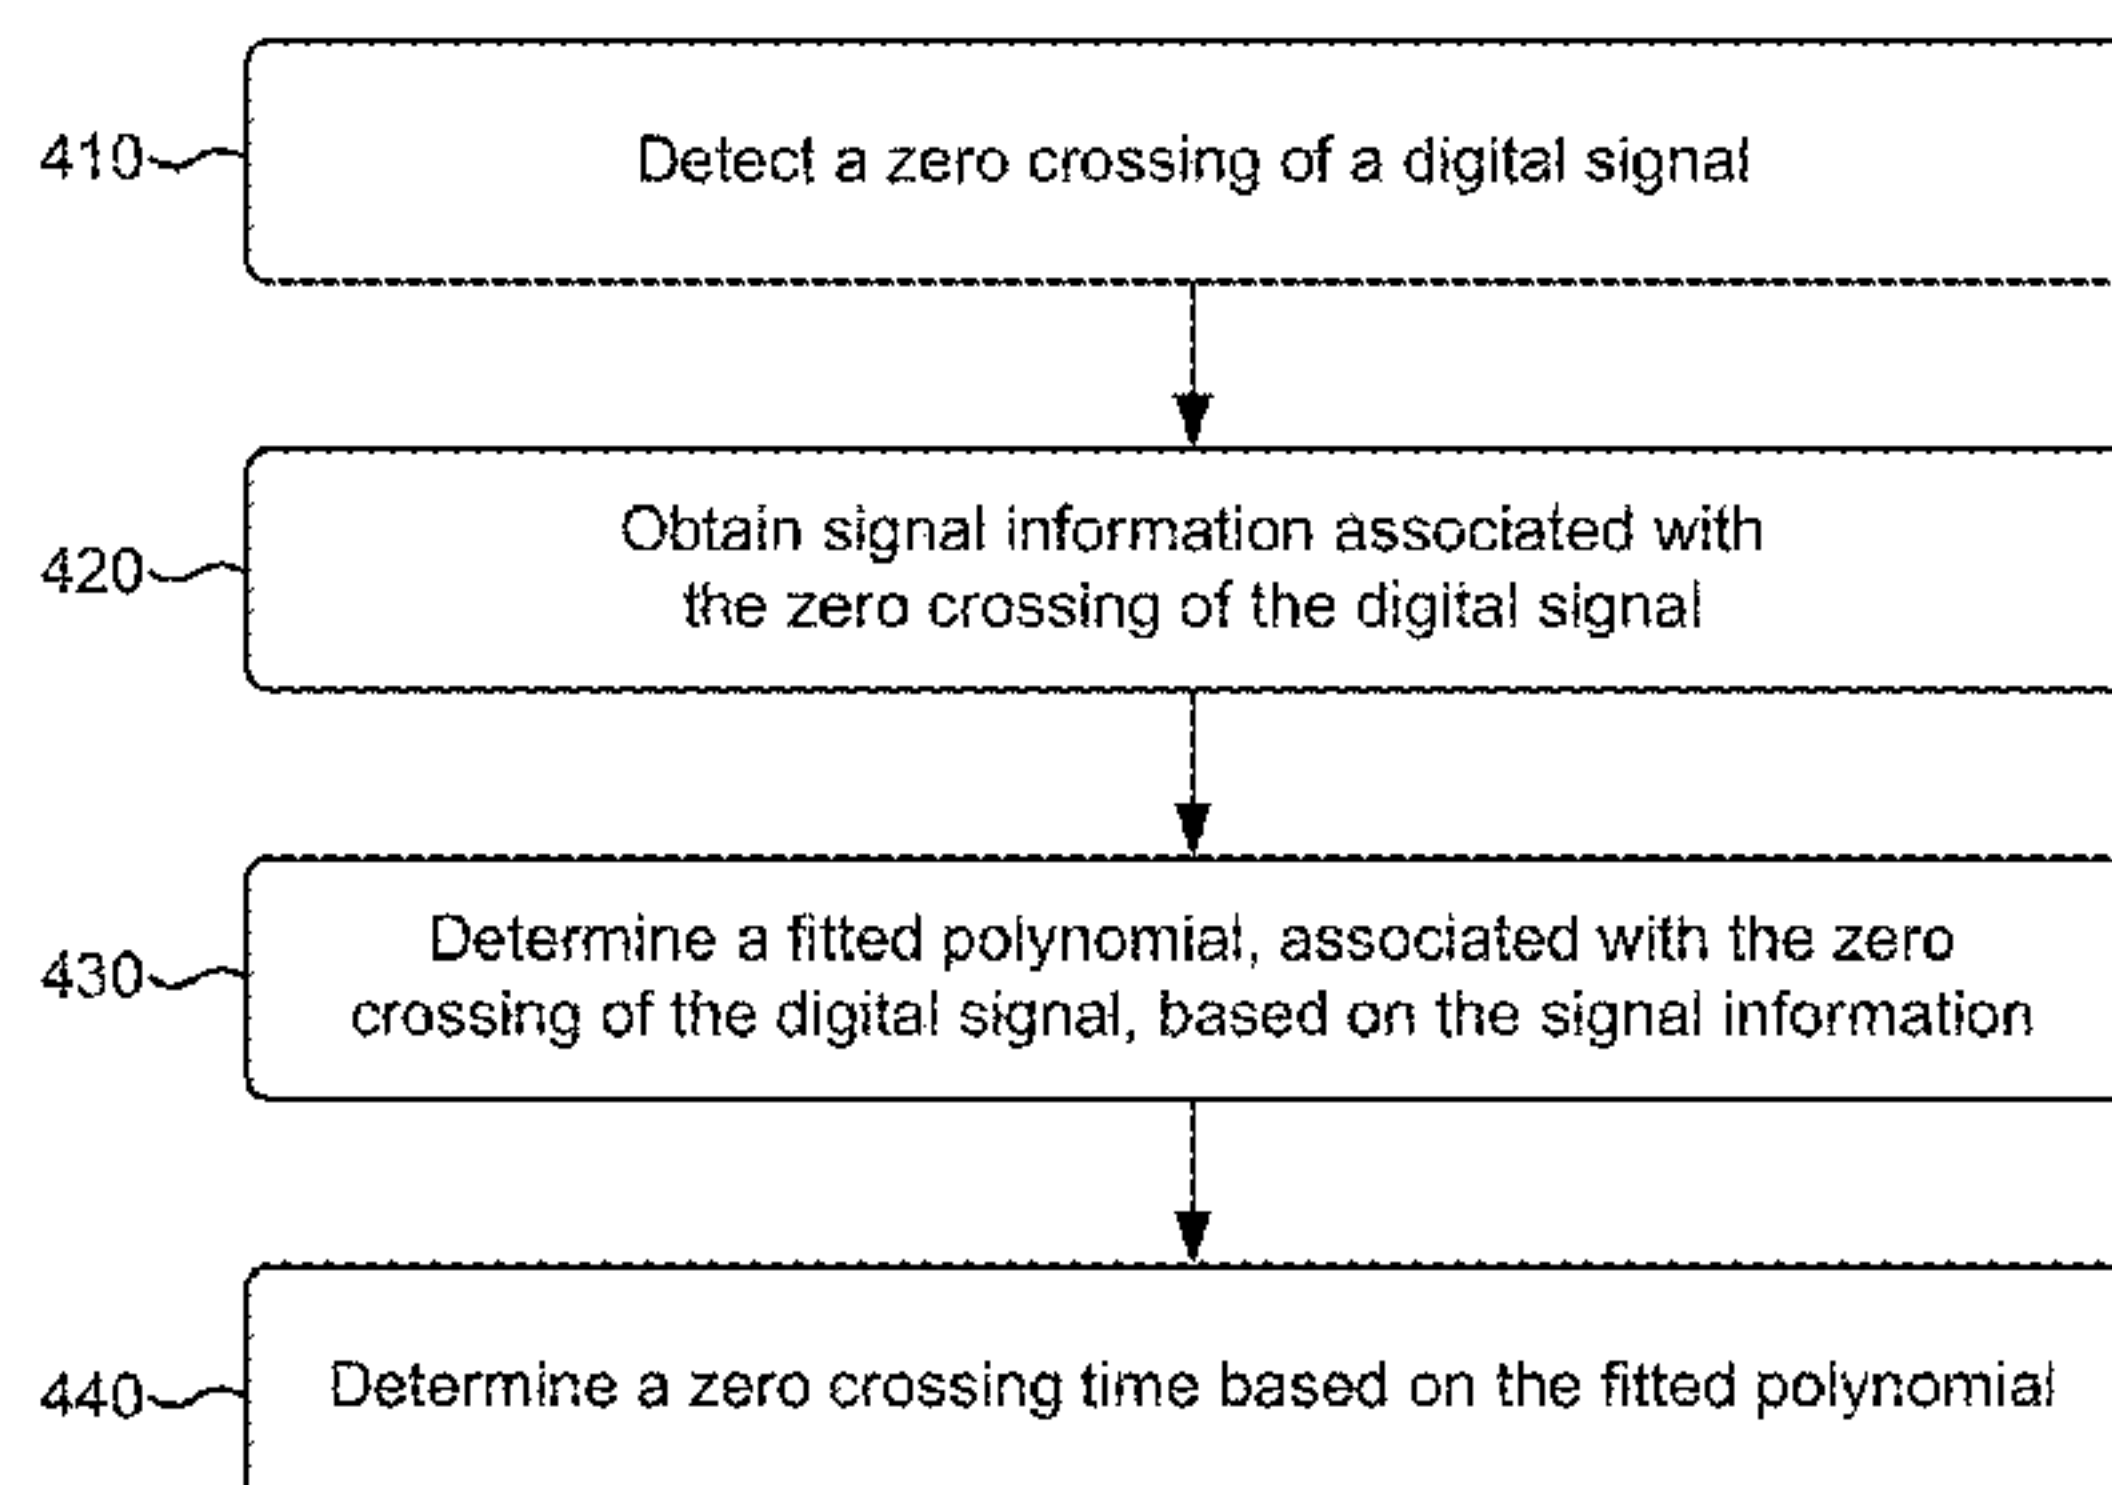 410
Detect a zero crossing of a digital signal
420
Obtain signal information associated with
the zero crossing of the digital signal
430
Determine a fitted polynomial, associated with the zero
crossing of the digital signal, based on the signal information
440
Determine a zero crossing time based on the fitted polynomial